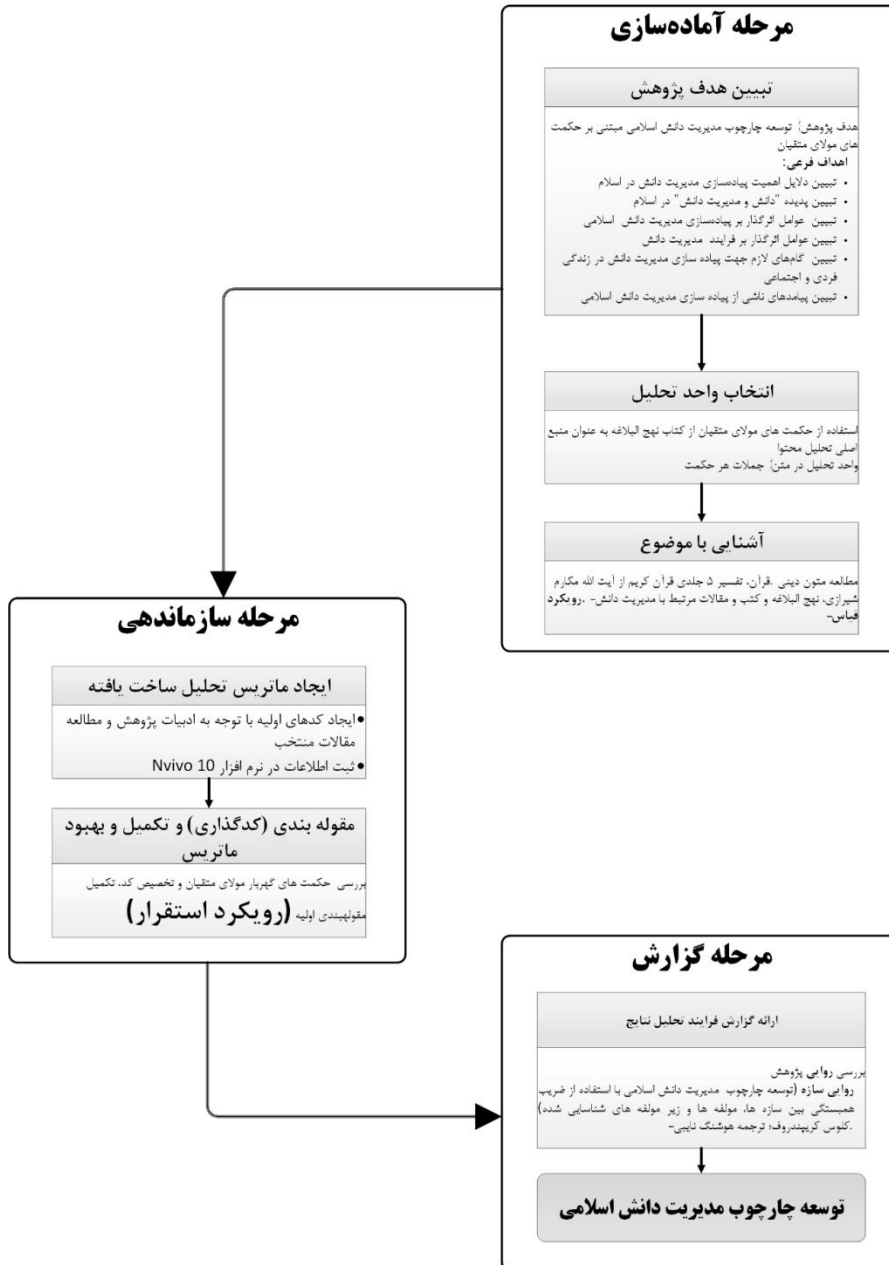 مرحله آماده‌سازی
تبیین هدف پژوهش
هدف پژوهش: توسعه چارچوب مدیریت دانش اسلامی مبتنی بر حکمت
های مولای متقیان
اهداف فرعی:
• تبیین دلایل اهمیت پیاده‌سازی مدیریت دانش در اسلام
• تبیین پدیده "دانش و مدیریت دانش" در اسلام
• تبیین عوامل اثرگذار بر پیاده‌سازی مدیریت دانش اسلامی
• تبیین عوامل اثرگذار بر فرایند مدیریت دانش
• تبیین گام‌های لازم جهت پیاده سازی مدیریت دانش در زندگی
فردی و اجتماعی
• تبیین پیامدهای ناشی از پیاده سازی مدیریت دانش اسلامی
انتخاب واحد تحلیل
استفاده از حکمت های مولای متقیان از کتاب نهج البلاغه به عنوان منبع
اصلی تحلیل محتوا
واحد تحلیل در متن: جملات هر حکمت
آشنایی با موضوع
مطالعه متون دینی .قرآن، تفسیر ۵ جلدی قرآن کریم از آیت الله مکارم
شیرازی، نهج البلاغه و کتب و مقالات مرتبط با مدیریت دانش- .رویکرد
قیاس-
مرحله سازماندهی
ایجاد ماتریس تحلیل ساخت یافته
• ایجاد کدهای اولیه با توجه به ادبیات پژوهش و مطالعه
مقالات منتخب
• ثبت اطلاعات در نرم افزار Nvivo 10
مقوله بندی (کدگذاری) و تکمیل و بهبود
ماتریس
بررسی حکمت های گهربار مولای متقیان و تخصیص کد، تکمیل
مقولهبندی اولیه (رویکرد استقرار)
مرحله گزارش
ارائه گزارش فرایند تحلیل نتایج
بررسی روایی پژوهش
روایی سازه (توسعه چارچوب مدیریت دانش اسلامی با استفاده از ضریب
همبستگی بین سازه ها، مولفه ها و زیر مولفه های شناسایی شده)
.کلوس کریپندروف؛ ترجمه هوشنگ نایبی-
توسعه چارچوب مدیریت دانش اسلامی